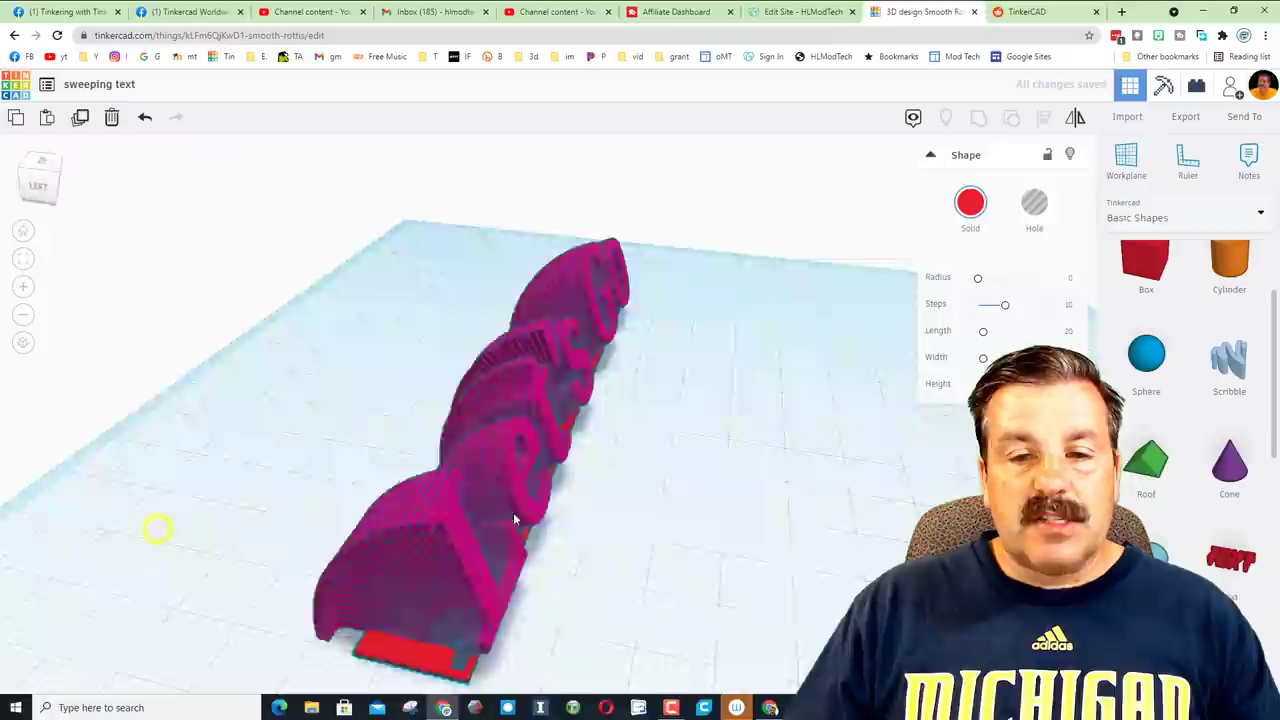 (1) Tinkering with Tink
(1) Tinkercad Worldw
Channel content - Yo
Inbox (185) - hlmodte
Channel content - Yo
Affiliate Dashboard
Edit Site - HLModTech
3D design Smooth Ro
TinkerCAD
tinkercad.com/things/kLFm6QjKwD1-smooth-rottis/edit
FB
yt
G
mt
Tin
E.
TA
gm
Free Music
T
IF
B
3d
im
P
vid
grant
oMT
Sign In
HLModTech
Bookmarks
Mod Tech
Google Sites
Other bookmarks
Reading list
TIN
KER
CAD
sweeping text
All changes saved
Import
Export
Send To
LEFT
Shape
Solid
Hole
Radius 0
Steps 10
Length 20
Width
Height
Workplane
Ruler
Notes
Tinkercad
Basic Shapes
Box
Cylinder
Sphere
Scribble
Roof
Cone
TEXT
adidas
MICHIGAN
Type here to search